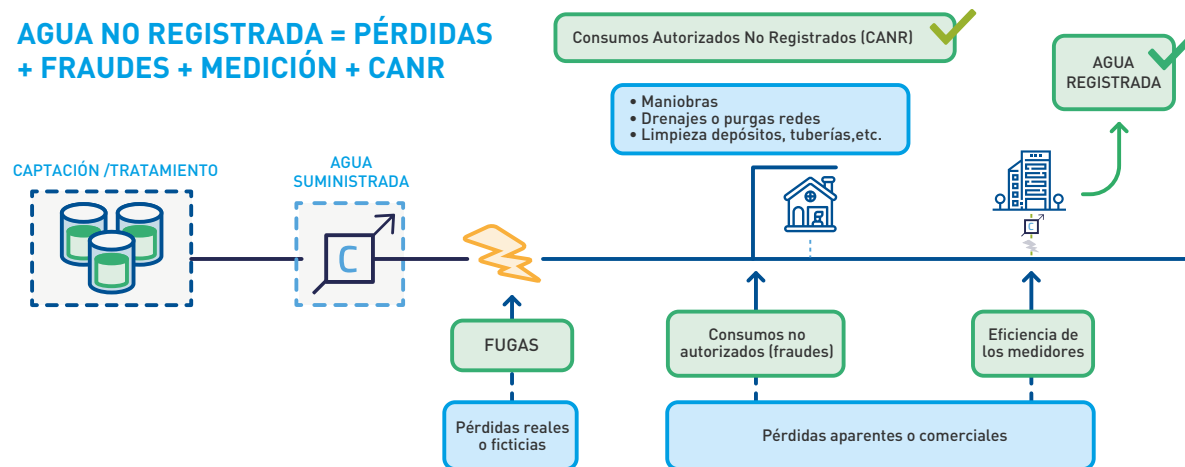 AGUA NO REGISTRADA = PÉRDIDAS
+ FRAUDES + MEDICIÓN + CANR
Consumos Autorizados No Registrados (CANR)
• Maniobras
• Drenajes o purgas redes
• Limpieza depósitos, tuberías,etc.
AGUA
REGISTRADA
CAPTACIÓN /TRATAMIENTO
AGUA
SUMINISTRADA
C
C
FUGAS
Consumos no
autorizados (fraudes)
Eficiencia de
los medidores
Pérdidas reales
o ficticias
Pérdidas aparentes o comerciales